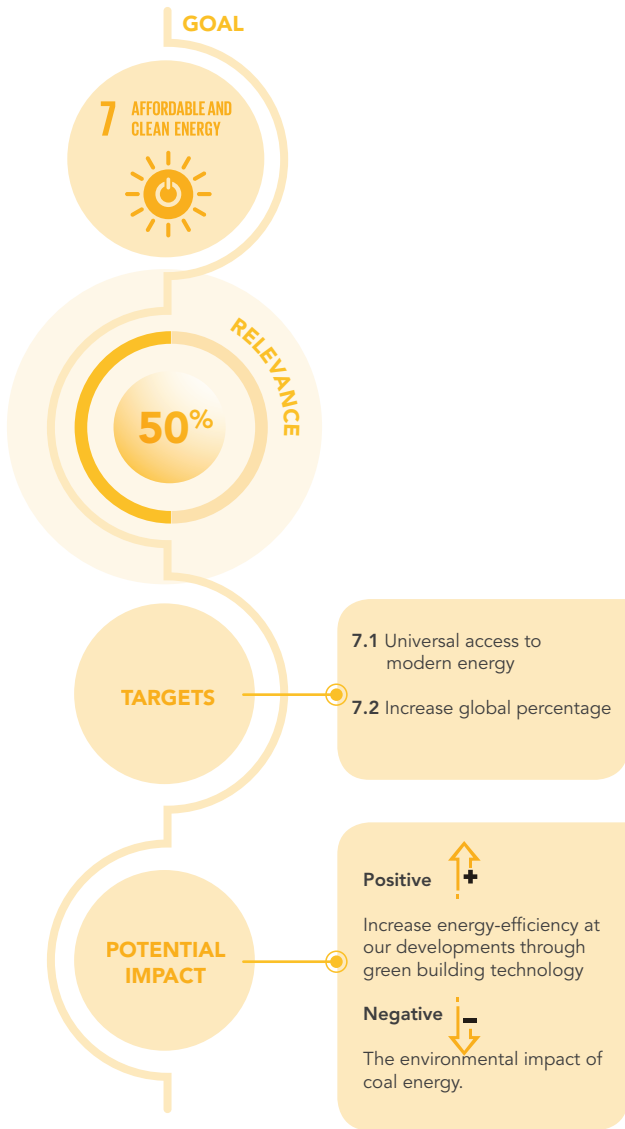 GOAL
7 AFFORDABLE AND
CLEAN ENERGY
RELEVANCE
50%
TARGETS
7.1 Universal access to
modern energy
7.2 Increase global percentage
POTENTIAL
IMPACT
Positive +
Increase energy-efficiency at
our developments through
green building technology
Negative -
The environmental impact of
coal energy.